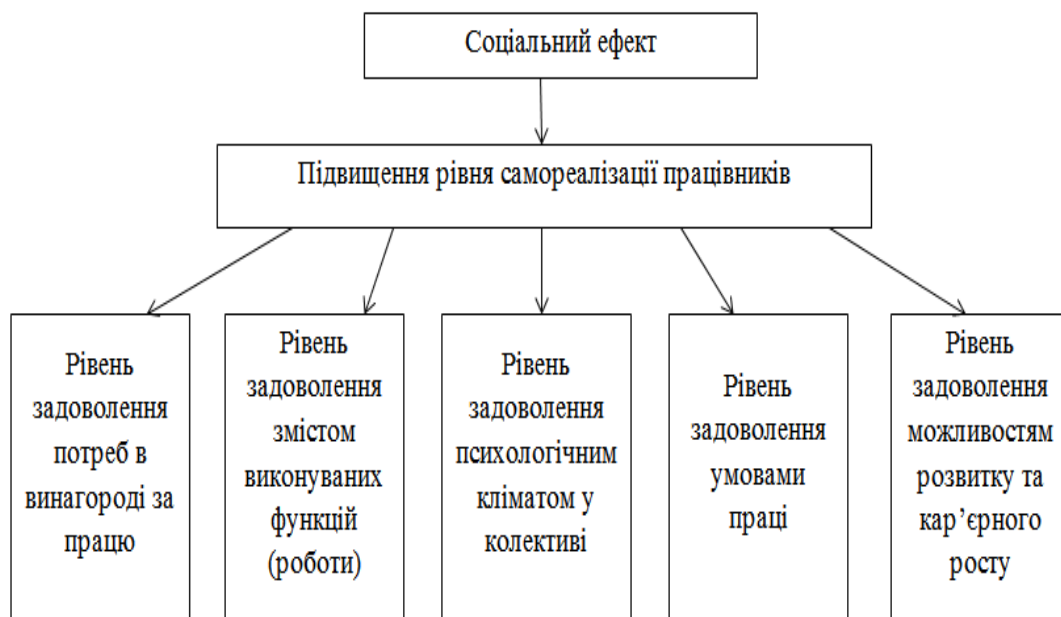 Соціальний ефект
Підвищення рівня самореалізації працівників
Рівень
задоволення
потреб в
винагороді за
працю
Рівень
задоволення
змістом
виконуваних
функцій
(роботи)
Рівень
задоволення
психологічним
кліматом у
колективі
Рівень
задоволення
умовами
праці
Рівень
задоволення
можливостям
розвитку та
кар’єрного
росту